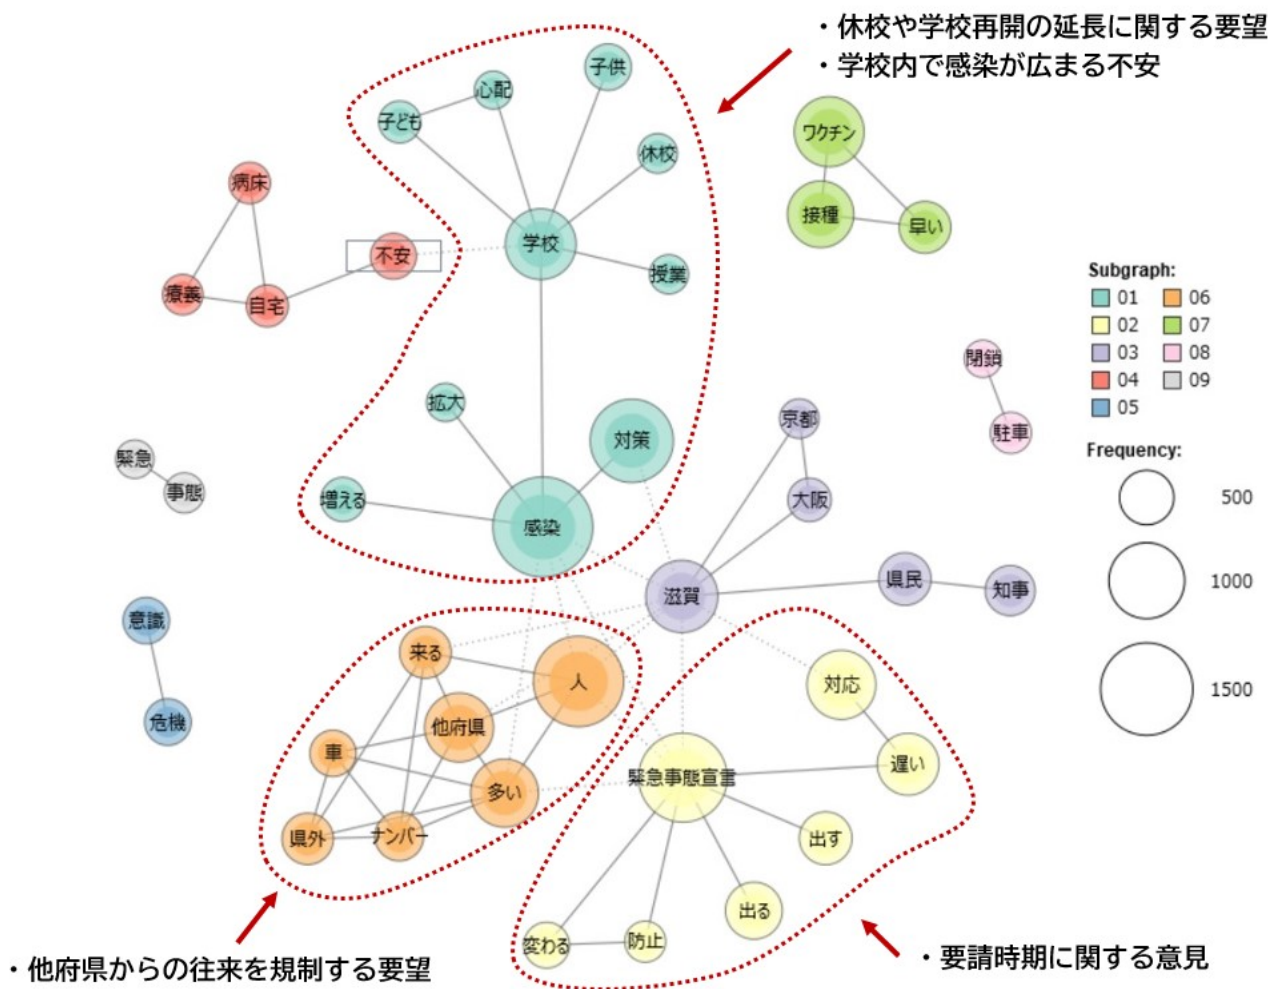 ・休校や学校再開の延長に関する要望
・学校内で感染が広まる不安
子供
心配
子ども
休校
学校
授業
ワクチン
接種
早い
病床
不安
療養
自宅
拡大
対策
増える
感染
緊急
事態
京都
大阪
滋賀
県民
知事
閉鎖
駐車
Subgraph:
01 06
02 07
03 08
04 09
05
Frequency:
500
1000
1500
意識
危機
来る
人
他府県
車
多い
県外
ナンバー
対応
緊急事態宣言
遅い
出す
出る
変わる
防止
・他府県からの往来を規制する要望
・要請時期に関する意見